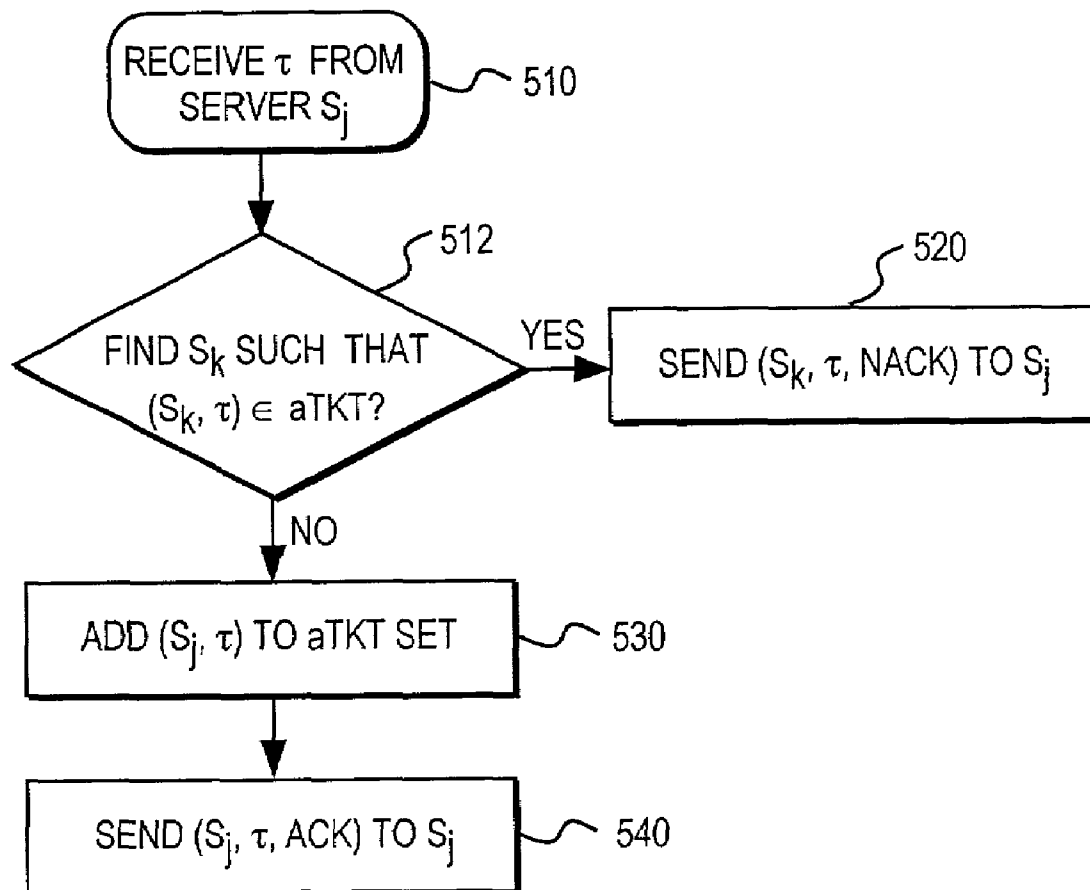 RECEIVE τ FROM
SERVER Sj
510
512
FIND Sk SUCH THAT
(Sk, τ) ∈ aTKT?
YES
520
SEND (Sk, τ, NACK) TO Sj
NO
ADD (Sj, τ) TO aTKT SET
530
SEND (Sj, τ, ACK) TO Sj
540